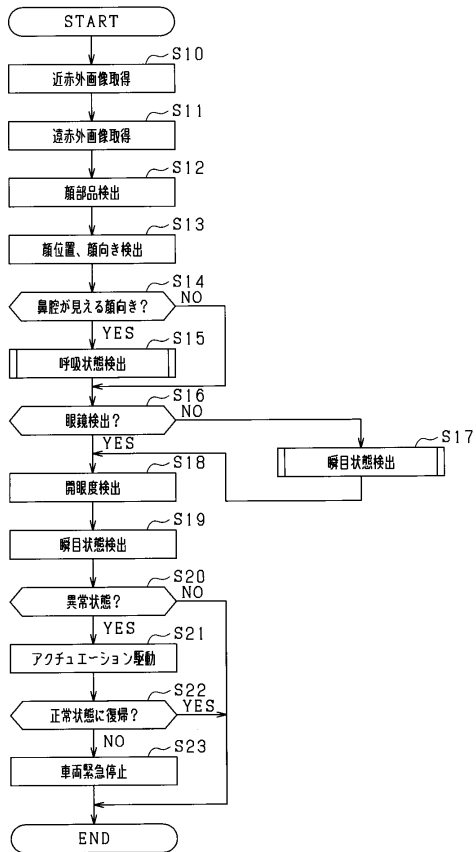 START
S10
近赤外画像取得
S11
遠赤外画像取得
S12
顔部品検出
S13
顔位置、顔向き検出
S14
鼻腔が見える顔向き？
NO
YES
S15
呼吸状態検出
S16
眼鏡検出？
NO
YES
S17
瞬目状態検出
S18
開眼度検出
S19
瞬目状態検出
S20
異常状態？
NO
YES
S21
アクチュエーション駆動
S22
正常状態に復帰？
YES
NO
S23
車両緊急停止
END